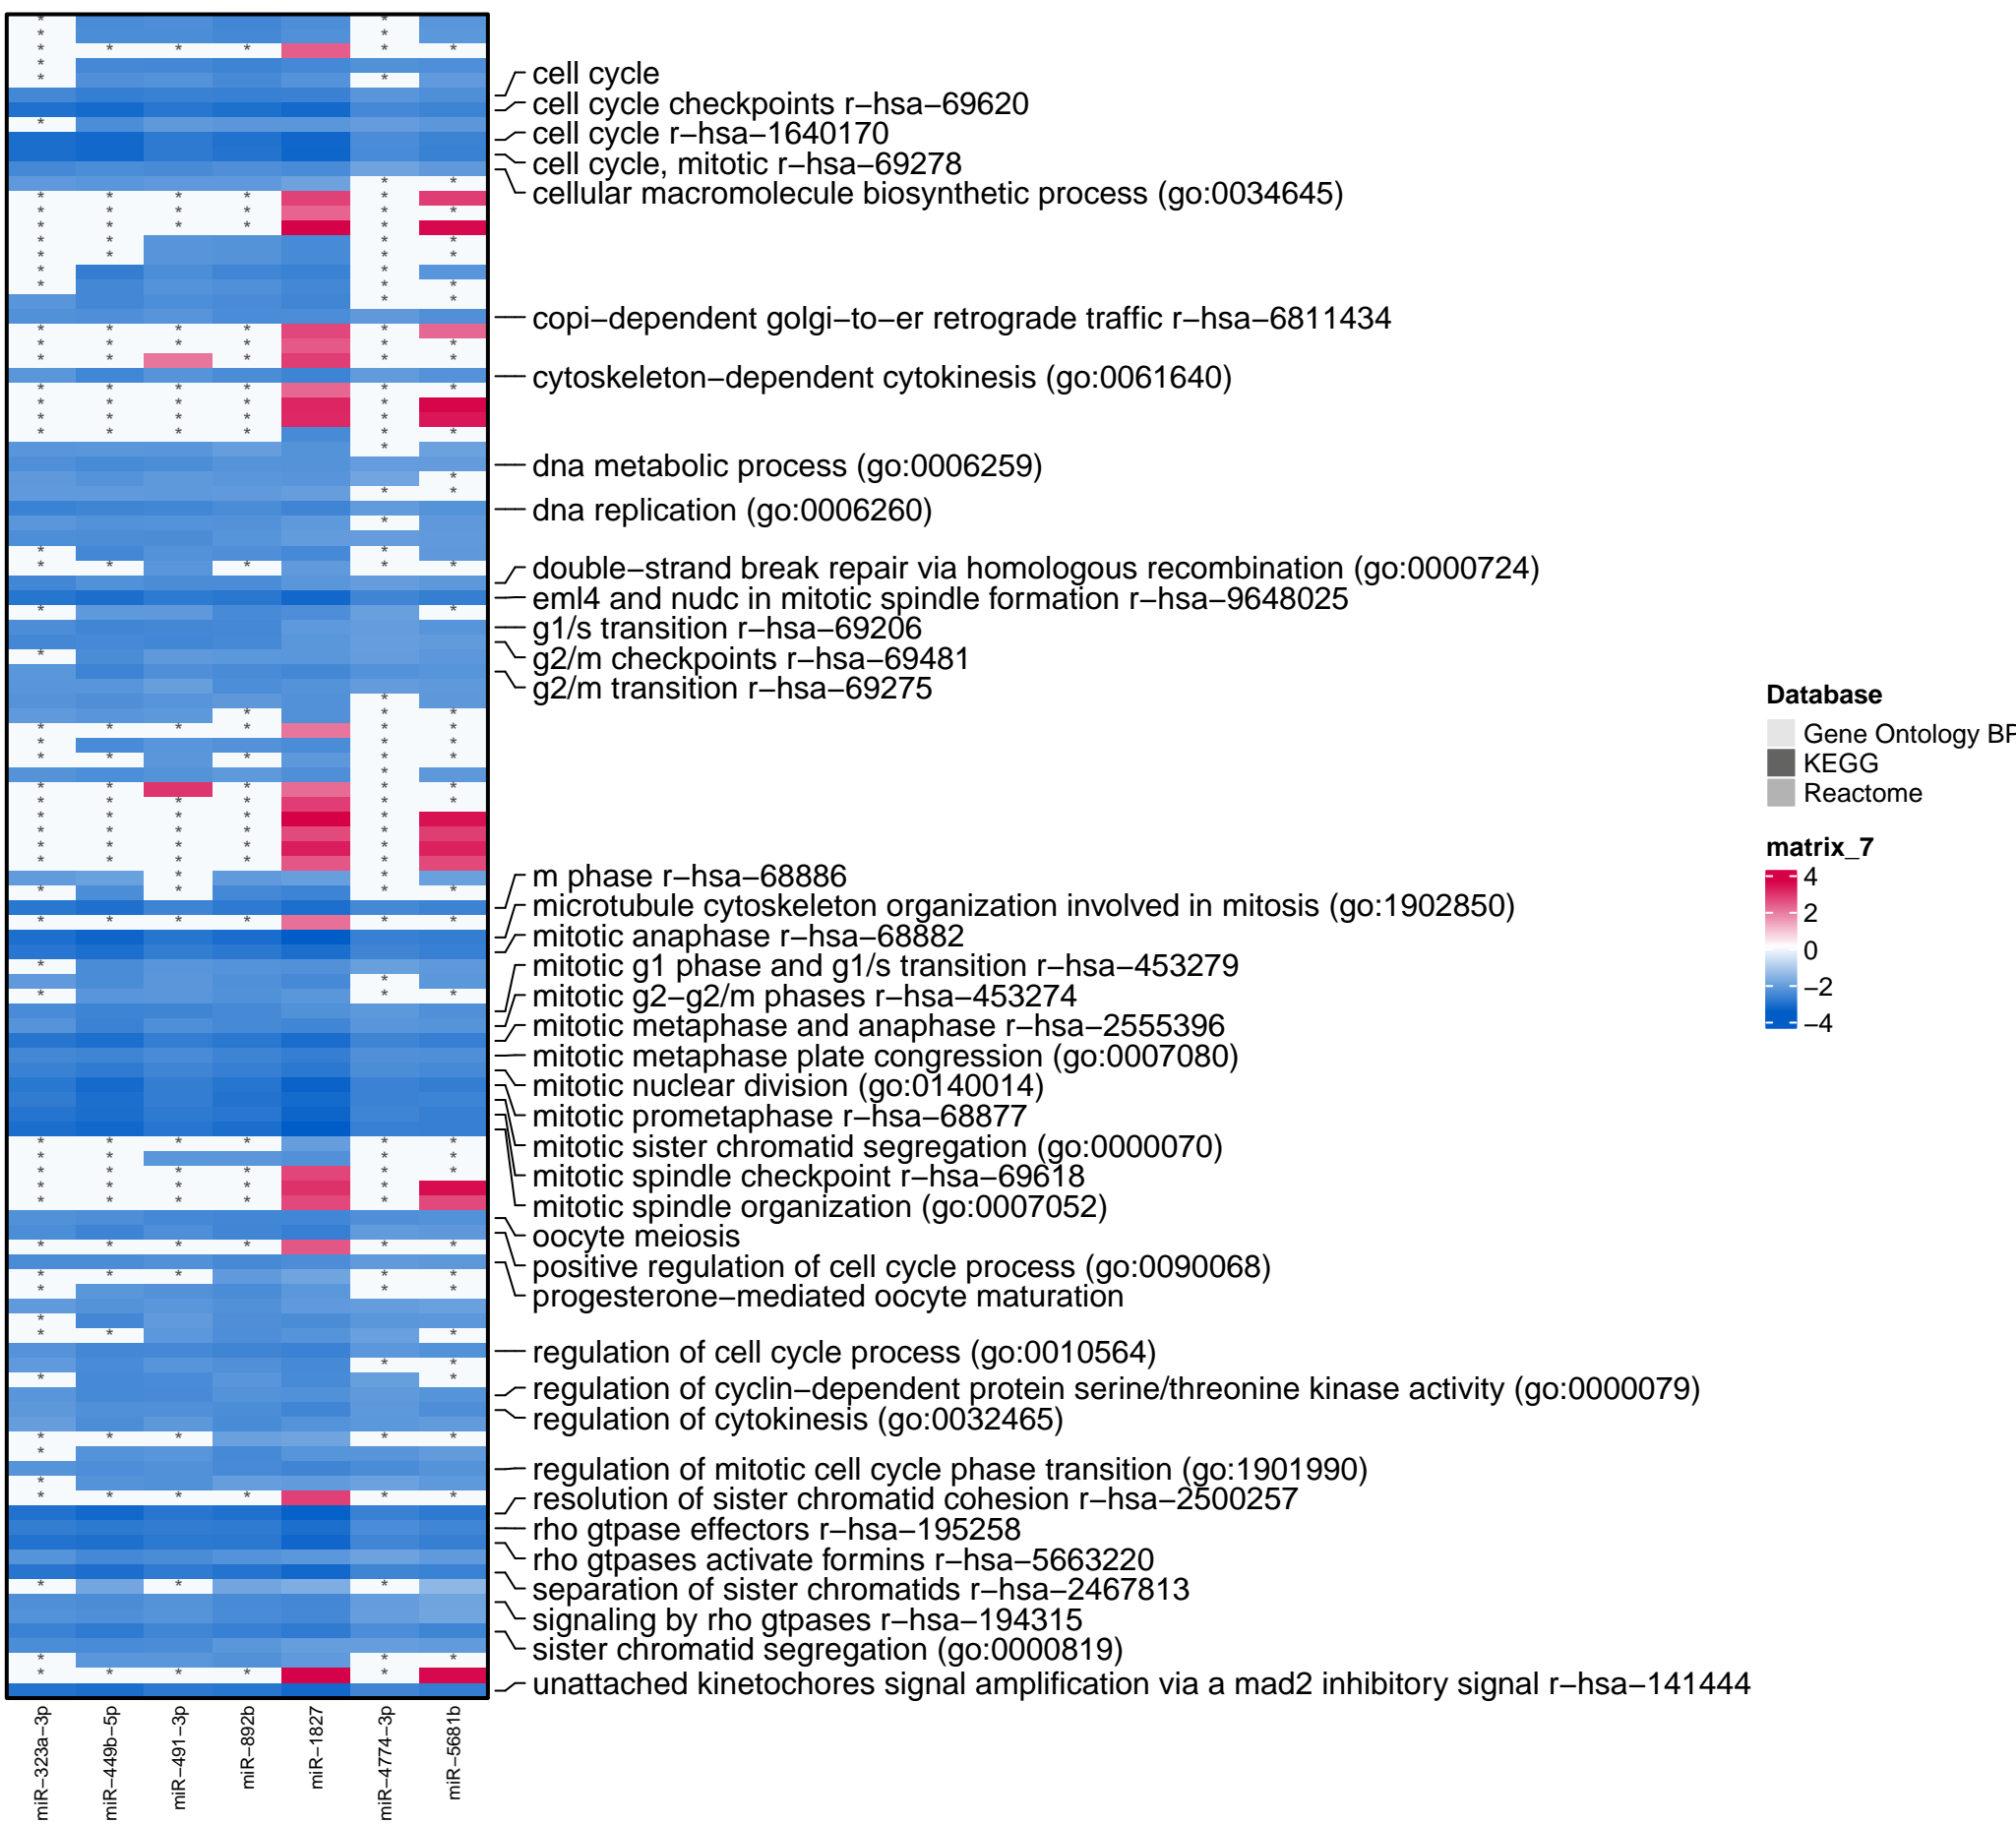 cell cycle
cell cycle checkpoints r−hsa−69620
cell cycle r−hsa−1640170
cell cycle, mitotic r−hsa−69278
cellular macromolecule biosynthetic process (go:0034645)
copi−dependent golgi−to−er retrograde traffic r−hsa−6811434
cytoskeleton−dependent cytokinesis (go:0061640)
dna metabolic process (go:0006259)
dna replication (go:0006260)
double−strand break repair via homologous recombination (go:0000724)
eml4 and nudc in mitotic spindle formation r−hsa−9648025
g1/s transition r−hsa−69206
g2/m checkpoints r−hsa−69481
g2/m transition r−hsa−69275
m phase r−hsa−68886
microtubule cytoskeleton organization involved in mitosis (go:1902850)
mitotic anaphase r−hsa−68882
mitotic g1 phase and g1/s transition r−hsa−453279
mitotic g2−g2/m phases r−hsa−453274
mitotic metaphase and anaphase r−hsa−2555396
mitotic metaphase plate congression (go:0007080)
mitotic nuclear division (go:0140014)
mitotic prometaphase r−hsa−68877
mitotic sister chromatid segregation (go:0000070)
mitotic spindle checkpoint r−hsa−69618
mitotic spindle organization (go:0007052)
oocyte meiosis
positive regulation of cell cycle process (go:0090068)
progesterone−mediated oocyte maturation
regulation of cell cycle process (go:0010564)
regulation of cyclin−dependent protein serine/threonine kinase activity (go:0000079)
regulation of cytokinesis (go:0032465)
regulation of mitotic cell cycle phase transition (go:1901990)
resolution of sister chromatid cohesion r−hsa−2500257
rho gtpase effectors r−hsa−195258
rho gtpases activate formins r−hsa−5663220
separation of sister chromatids r−hsa−2467813
signaling by rho gtpases r−hsa−194315
sister chromatid segregation (go:0000819)
unattached kinetochores signal amplification via a mad2 inhibitory signal r−hsa−141444
miR−323a−3p
miR−449b−5p
miR−491−3p
miR−892b
miR−1827
miR−4774−3p
miR−5681b
Database
Gene Ontology BP
KEGG
Reactome
matrix_7
4
2
0
−2
−4